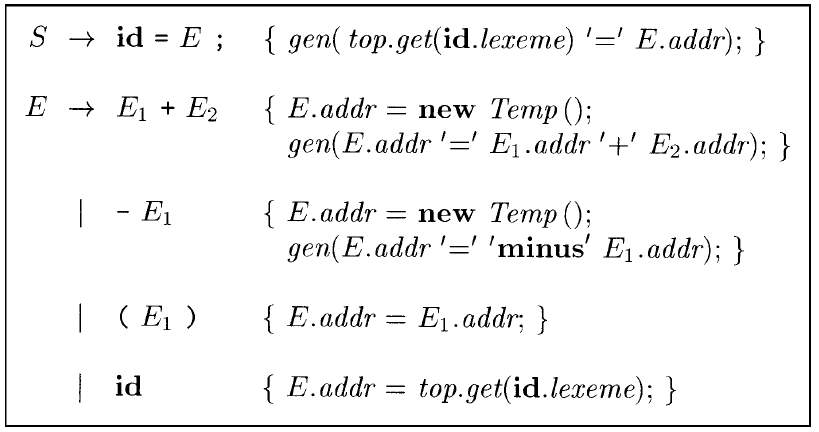 S → id = E ; { gen( top.get(id.lexeme) '=' E.addr); }
E → E₁ + E₂ { E.addr = new Temp();
gen(E.addr '=' E₁.addr '+' E₂.addr); }
| - E₁ { E.addr = new Temp();
gen(E.addr '=' 'minus' E₁.addr); }
| ( E₁ ) { E.addr = E₁.addr; }
| id { E.addr = top.get(id.lexeme); }